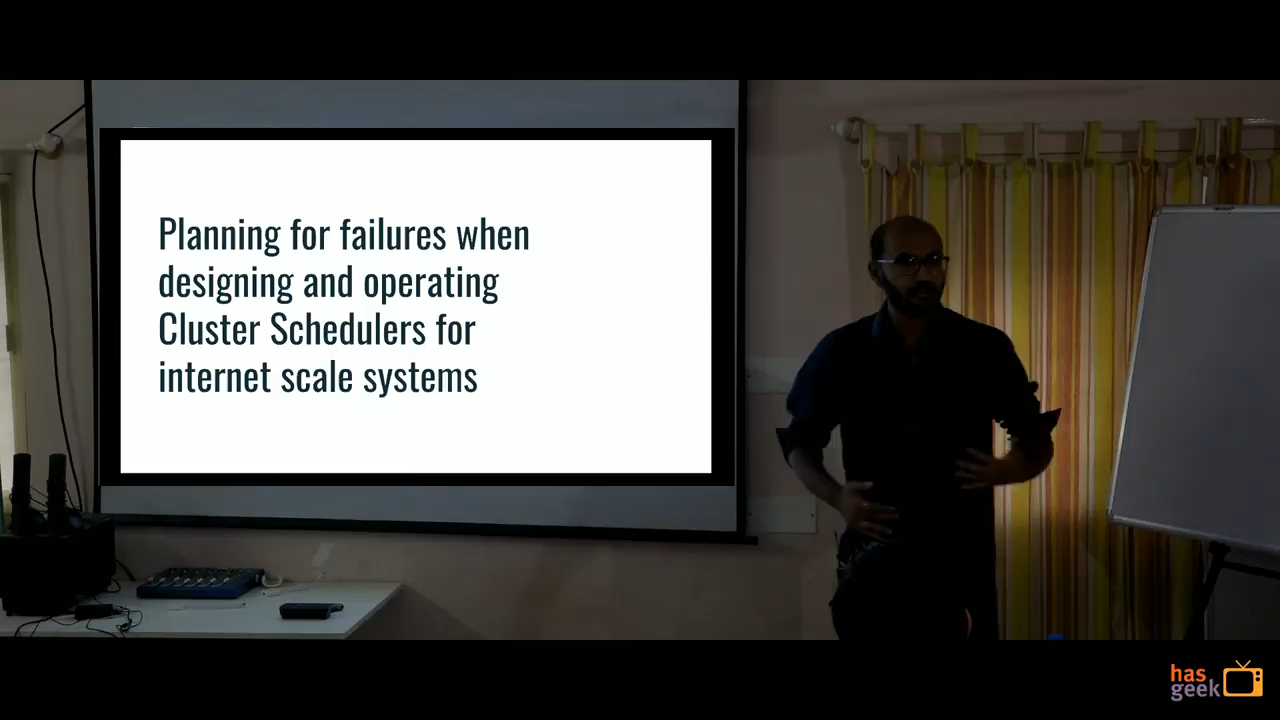 Planning for failures when
designing and operating
Cluster Schedulers for
internet scale systems
has
geek